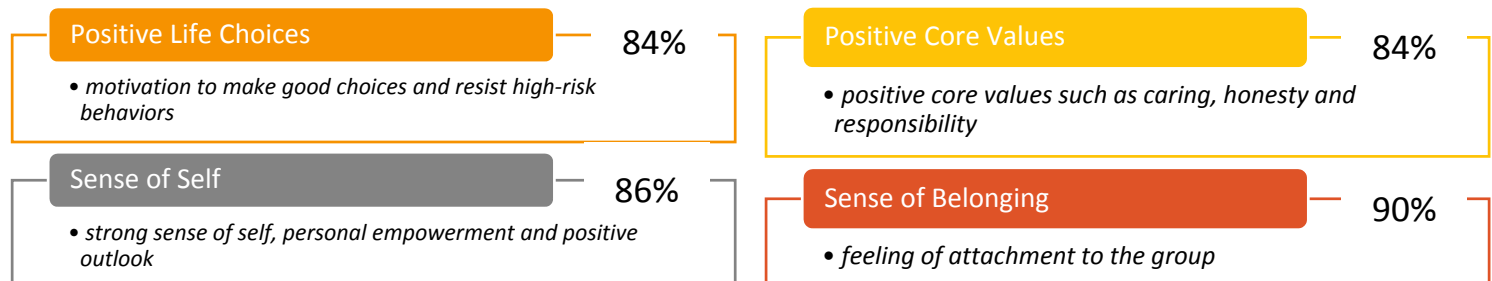 Positive Life Choices
84%
• motivation to make good choices and resist high-risk
behaviors
Positive Core Values
84%
• positive core values such as caring, honesty and
responsibility
Sense of Self
86%
• strong sense of self, personal empowerment and positive
outlook
Sense of Belonging
90%
• feeling of attachment to the group